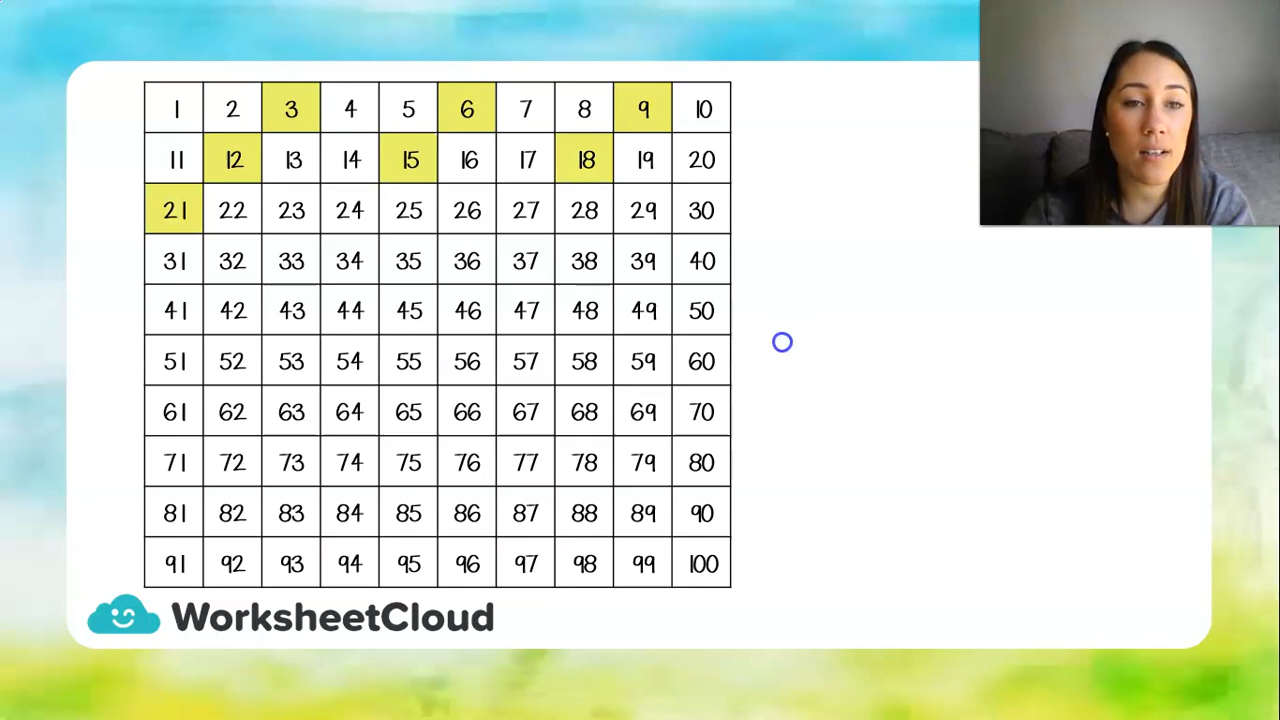 1 2 3 4 5 6 7 8 9 10
11 12 13 14 15 16 17 18 19 20
21 22 23 24 25 26 27 28 29 30
31 32 33 34 35 36 37 38 39 40
41 42 43 44 45 46 47 48 49 50
51 52 53 54 55 56 57 58 59 60
61 62 63 64 65 66 67 68 69 70
71 72 73 74 75 76 77 78 79 80
81 82 83 84 85 86 87 88 89 90
91 92 93 94 95 96 97 98 99 100
WorksheetCloud